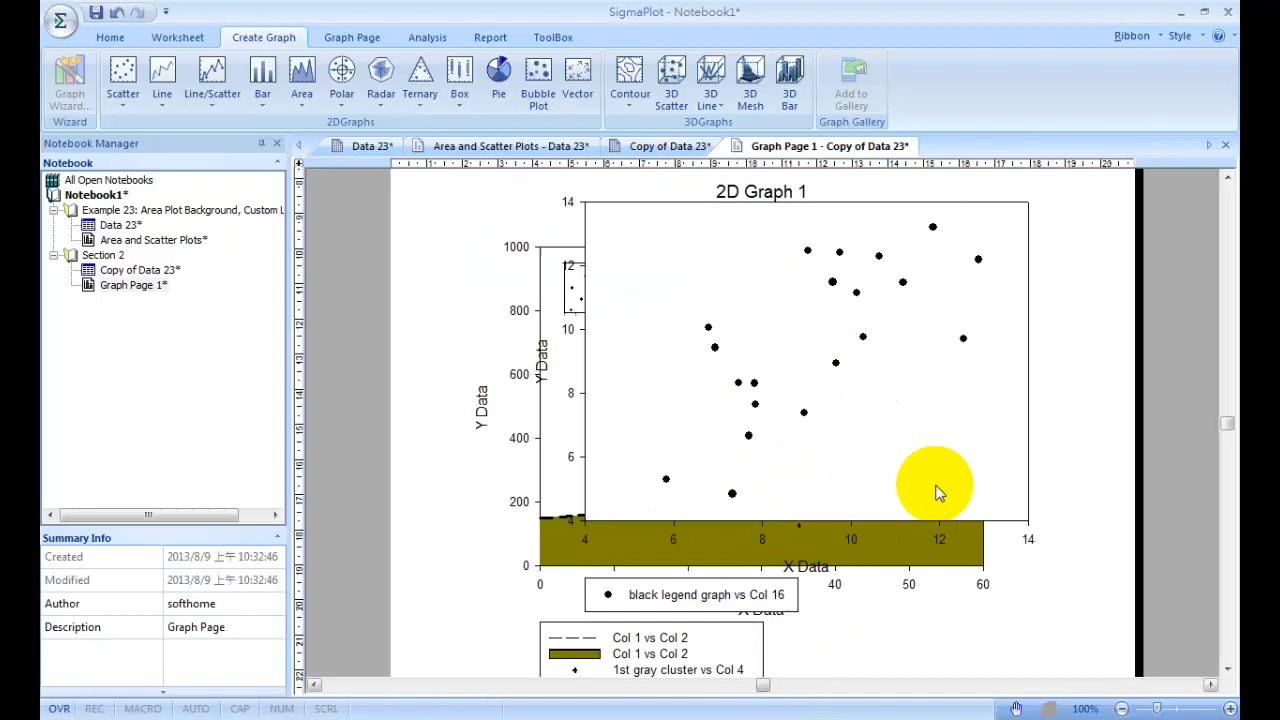 SigmaPlot - Notebook1*
Home Worksheet Create Graph Graph Page Analysis Report ToolBox
Ribbon Style
Graph Wizard... Scatter Line Line/Scatter Bar Area Polar Radar Ternary Box Pie Bubble Plot Vector Contour 3D Scatter 3D Line 3D Mesh 3D Bar Add to Gallery
Wizard 2DGraphs 3DGraphs Graph Gallery
Notebook Manager
Data 23* Area and Scatter Plots - Data 23* Copy of Data 23* Graph Page 1 - Copy of Data 23*
Notebook
All Open Notebooks
Notebook1*
Example 23: Area Plot Background, Custom L
Data 23*
Area and Scatter Plots*
Section 2
Copy of Data 23*
Graph Page 1*
Summary Info
Created 2013/8/9 上午 10:32:46
Modified 2013/8/9 上午 10:32:46
Author softhome
Description Graph Page
2D Graph 1
14
12
10
8
6
4
1000
800
600
400
200
0
Y Data
Y Data
4 6 8 10 12 14
X Data
0 40 50 60
X Data
black legend graph vs Col 16
Col 1 vs Col 2
Col 1 vs Col 2
1st gray cluster vs Col 4
OVR REC MACRO AUTO CAP NUM SCRL 100%